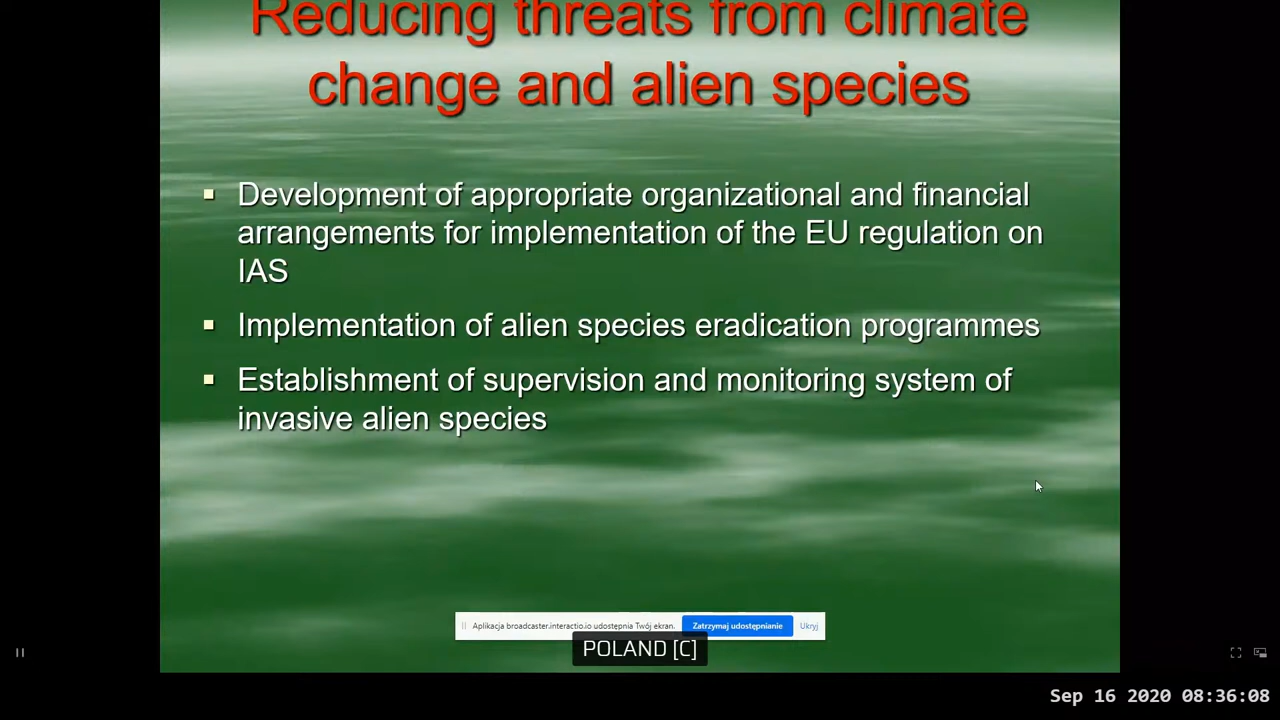 Reducing threats from climate
change and alien species
Development of appropriate organizational and financial
arrangements for implementation of the EU regulation on
IAS
Implementation of alien species eradication programmes
Establishment of supervision and monitoring system of
invasive alien species
Aplikacja broadcaster.interactio.io udostępnia Twój ekran. Zatrzymaj udostępnianie Ukryj
POLAND [C]
Sep 16 2020 08:36:08